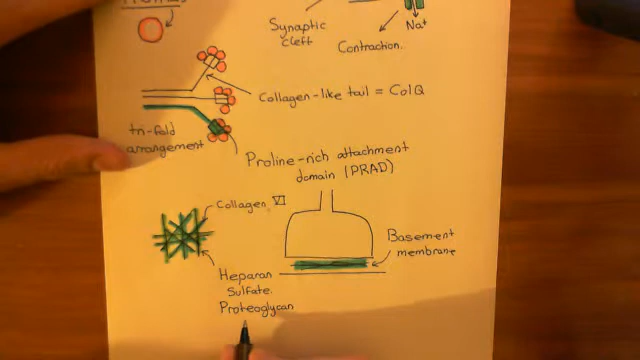 Synaptic
cleft
Na+
Contraction.
Collagen-like tail = ColQ
tri-fold
arrangement
Proline-rich attachment
domain (PRAD)
Collagen VI
Basement
membrane
Heparan
Sulfate.
Proteoglycan